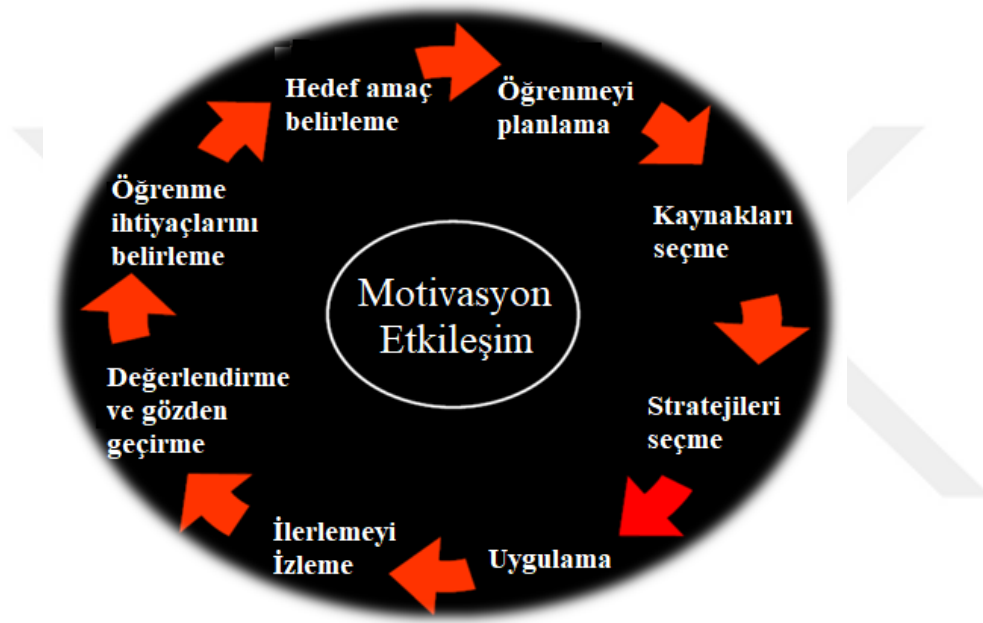 Hedef amaç
belirleme
Öğrenmeyi
planlama
Kaynakları
seçme
Stratejileri
seçme
Uygulama
İlerlemeyi
İzleme
Değerlendirme
ve gözden
geçirme
Öğrenme
ihtiyaçlarını
belirleme
Motivasyon
Etkileşim